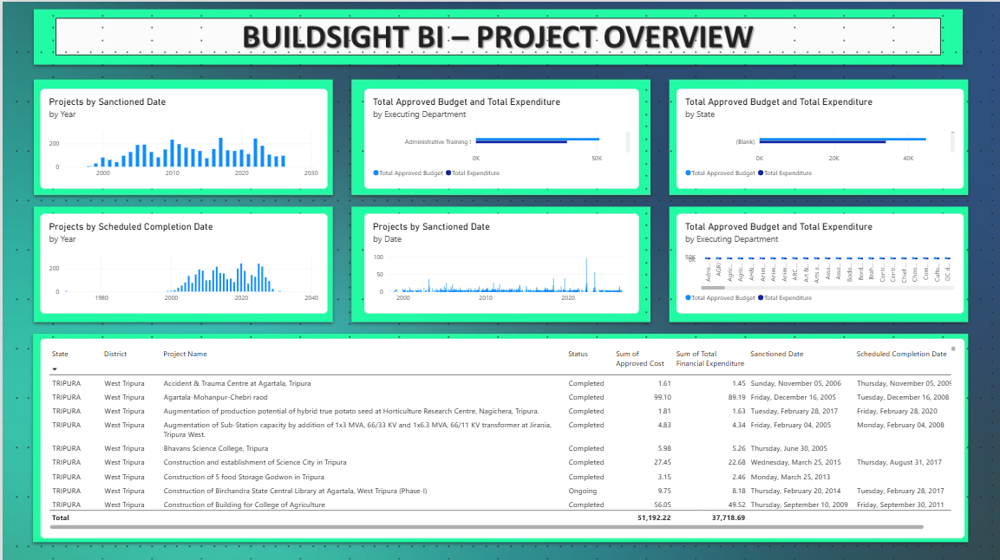 BUILDSIGHT BI – PROJECT OVERVIEW
Projects by Sanctioned Date
by Year
200
0
2000 2010 2020 2030
Total Approved Budget and Total Expenditure
by Executing Department
Administrative Training I
0K 50K
Total Approved Budget Total Expenditure
Total Approved Budget and Total Expenditure
by State
(Blank)
0K 20K 40K
Total Approved Budget Total Expenditure
Projects by Scheduled Completion Date
by Year
200
0
1980 2000 2020 2040
Projects by Sanctioned Date
by Date
100
50
0
2000 2010 2020
Total Approved Budget and Total Expenditure
by Executing Department
50K
0K
Admi... AGRI Agric... Agric... AH&... Anim... Anim... Anim... ARC ... Art &... Arts a... Assa... Assa... Bodo... Bord... Brah... Centr... Centr... Chef ... Choo... Com... Cultu... DC d...
Total Approved Budget Total Expenditure
State District Project Name Status Sum of Approved Cost Sum of Total Financial Expenditure Sanctioned Date Scheduled Completion Date
TRIPURA West Tripura Accident & Trauma Centre at Agartala, Tripura Completed 1.61 1.45 Sunday, November 05, 2006 Thursday, November 05, 2009
TRIPURA West Tripura Agartala-Mohanpur-Chebri raod Completed 99.10 89.19 Friday, December 16, 2005 Tuesday, December 16, 2008
TRIPURA West Tripura Augmentation of production potential of hybrid true potato seed at Horticulture Research Centre, Nagichera, Tripura. Completed 1.81 1.63 Tuesday, February 28, 2017 Friday, February 28, 2020
TRIPURA West Tripura Augmentation of Sub-Station capacity by addition of 1x3 MVA, 66/33 KV and 1x6.3 MVA, 66/11 KV transformer at Jirania, Completed 4.83 4.34 Friday, February 04, 2005 Monday, February 04, 2008
Tripura West.
TRIPURA West Tripura Bhavans Science College, Tripura Completed 5.98 5.26 Thursday, June 30, 2005
TRIPURA West Tripura Construction and establishment of Science City in Tripura Completed 27.45 22.68 Wednesday, March 25, 2015 Thursday, August 31, 2017
TRIPURA West Tripura Construction of 5 food Storage Godwon in Tripura Completed 3.15 2.46 Monday, March 25, 2013
TRIPURA West Tripura Construction of Birchandra State Central Library at Agartala, West Tripura (Phase-I) Ongoing 9.75 8.18 Thursday, February 20, 2014 Tuesday, February 28, 2017
TRIPURA West Tripura Construction of Building for College of Agriculture Completed 56.05 49.52 Thursday, September 10, 2009 Friday, September 30, 2011
Total 51,192.22 37,718.69